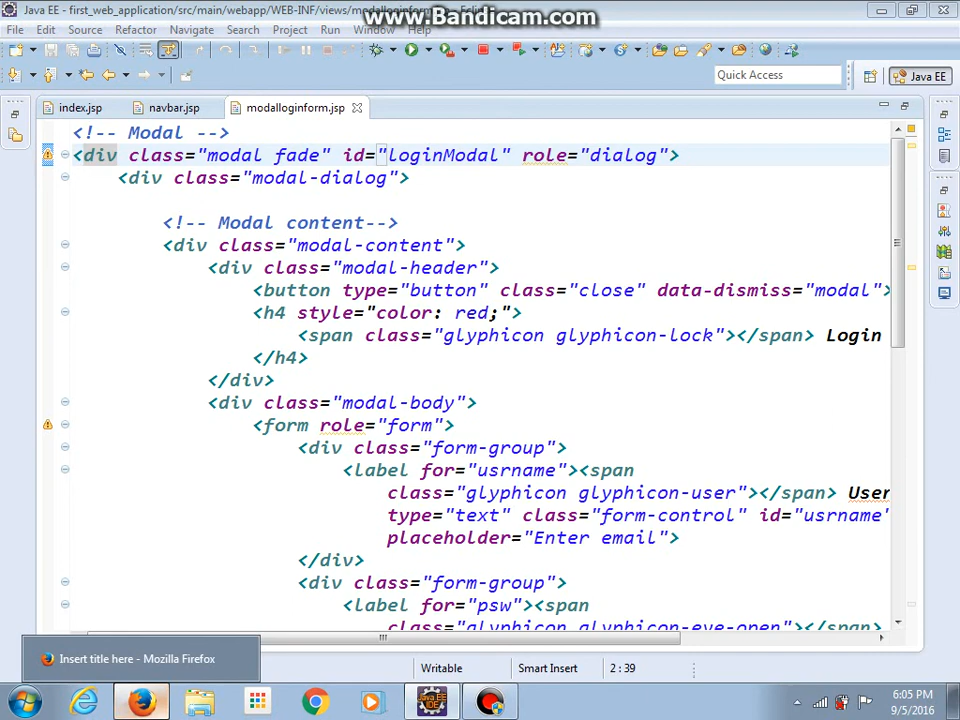 Java EE - first_web_application/src/main/webapp/WEB-INF/views/modalloginform
www.Bandicam.com
File Edit Source Refactor Navigate Search Project Run Window
Quick Access
Java EE
index.jsp navbar.jsp modalloginform.jsp
<!-- Modal -->
<div class="modal fade" id="loginModal" role="dialog">
<div class="modal-dialog">
<!-- Modal content-->
<div class="modal-content">
<div class="modal-header">
<button type="button" class="close" data-dismiss="modal">
<h4 style="color: red;">
<span class="glyphicon glyphicon-lock"></span> Login
</h4>
</div>
<div class="modal-body">
<form role="form">
<div class="form-group">
<label for="usrname"><span
class="glyphicon glyphicon-user"></span> User
type="text" class="form-control" id="usrname"
placeholder="Enter email">
</div>
<div class="form-group">
<label for="psw"><span
class="glyphicon glyphicon-eye-open"></span>
Insert title here - Mozilla Firefox
Writable Smart Insert 2 : 39
6:05 PM
9/5/2016